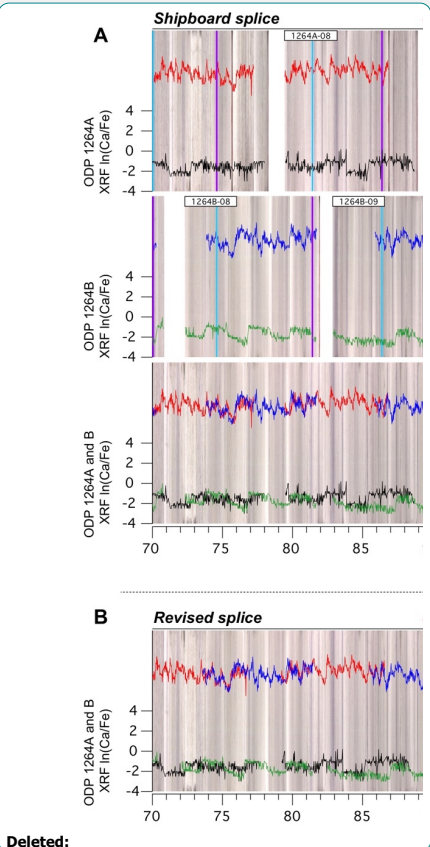 Shipboard splice
A
1264A-08
ODP 1264A
XRF ln(Ca/Fe)
4
2
0
-2
-4
1264B-08
1264B-09
ODP 1264B
XRF ln(Ca/Fe)
4
2
0
-2
-4
ODP 1264A and B
XRF ln(Ca/Fe)
4
2
0
-2
-4
70 75 80 85
B
Revised splice
ODP 1264A and B
XRF ln(Ca/Fe)
4
2
0
-2
-4
70 75 80 85
Deleted: